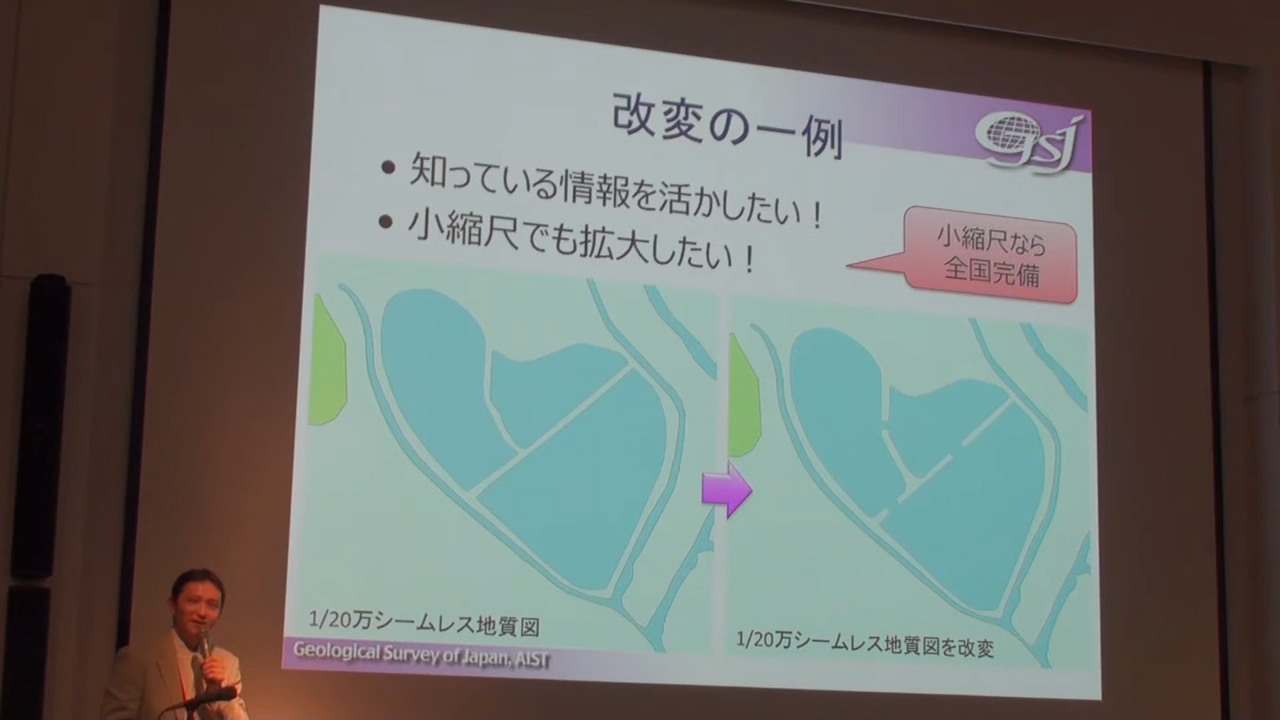 改変の一例
gsj
• 知っている情報を活かしたい！
• 小縮尺でも拡大したい！
小縮尺なら
全国完備
1/20万シームレス地質図
1/20万シームレス地質図を改変
Geological Survey of Japan, AIST